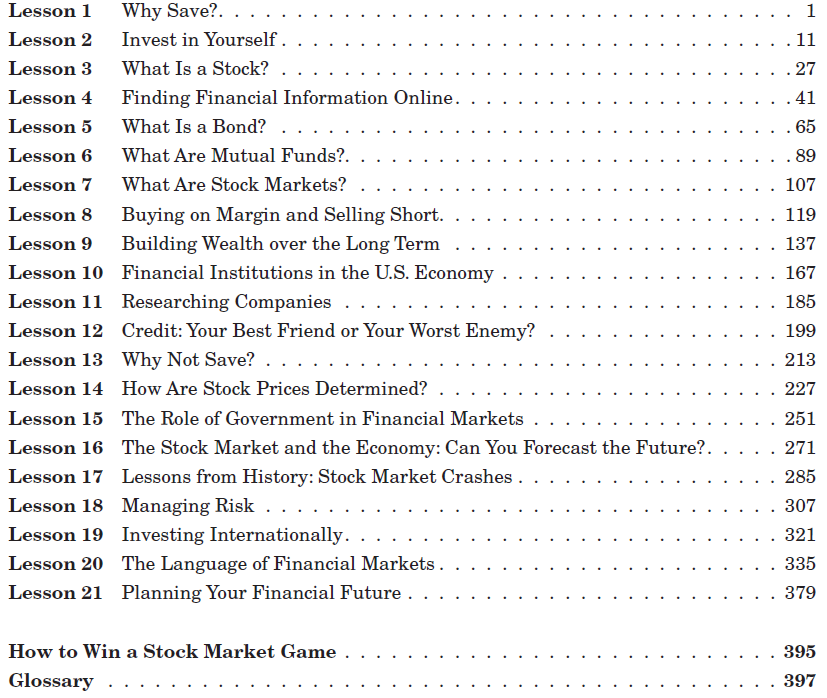 Lesson 1 Why Save?. . . . . . . . . . . . . . . . . . . . . . . . . . . . . . . . . . . . . 1
Lesson 2 Invest in Yourself . . . . . . . . . . . . . . . . . . . . . . . . . . . . . . . . . 11
Lesson 3 What Is a Stock? . . . . . . . . . . . . . . . . . . . . . . . . . . . . . . . . . 27
Lesson 4 Finding Financial Information Online. . . . . . . . . . . . . . . . . . . . . . 41
Lesson 5 What Is a Bond? . . . . . . . . . . . . . . . . . . . . . . . . . . . . . . . . . 65
Lesson 6 What Are Mutual Funds?. . . . . . . . . . . . . . . . . . . . . . . . . . . . . 89
Lesson 7 What Are Stock Markets? . . . . . . . . . . . . . . . . . . . . . . . . . . . 107
Lesson 8 Buying on Margin and Selling Short. . . . . . . . . . . . . . . . . . . . . . 119
Lesson 9 Building Wealth over the Long Term . . . . . . . . . . . . . . . . . . . . . 137
Lesson 10 Financial Institutions in the U.S. Economy . . . . . . . . . . . . . . . . . . 167
Lesson 11 Researching Companies . . . . . . . . . . . . . . . . . . . . . . . . . . . . 185
Lesson 12 Credit: Your Best Friend or Your Worst Enemy? . . . . . . . . . . . . . . . 199
Lesson 13 Why Not Save? . . . . . . . . . . . . . . . . . . . . . . . . . . . . . . . . . 213
Lesson 14 How Are Stock Prices Determined? . . . . . . . . . . . . . . . . . . . . . . 227
Lesson 15 The Role of Government in Financial Markets . . . . . . . . . . . . . . . . 251
Lesson 16 The Stock Market and the Economy: Can You Forecast the Future?. . . . . 271
Lesson 17 Lessons from History: Stock Market Crashes . . . . . . . . . . . . . . . . . 285
Lesson 18 Managing Risk . . . . . . . . . . . . . . . . . . . . . . . . . . . . . . . . . 307
Lesson 19 Investing Internationally. . . . . . . . . . . . . . . . . . . . . . . . . . . . 321
Lesson 20 The Language of Financial Markets . . . . . . . . . . . . . . . . . . . . . . 335
Lesson 21 Planning Your Financial Future . . . . . . . . . . . . . . . . . . . . . . . . 379
How to Win a Stock Market Game . . . . . . . . . . . . . . . . . . . . . . . . . . . . 395
Glossary . . . . . . . . . . . . . . . . . . . . . . . . . . . . . . . . . . . . . . . . . . . 397